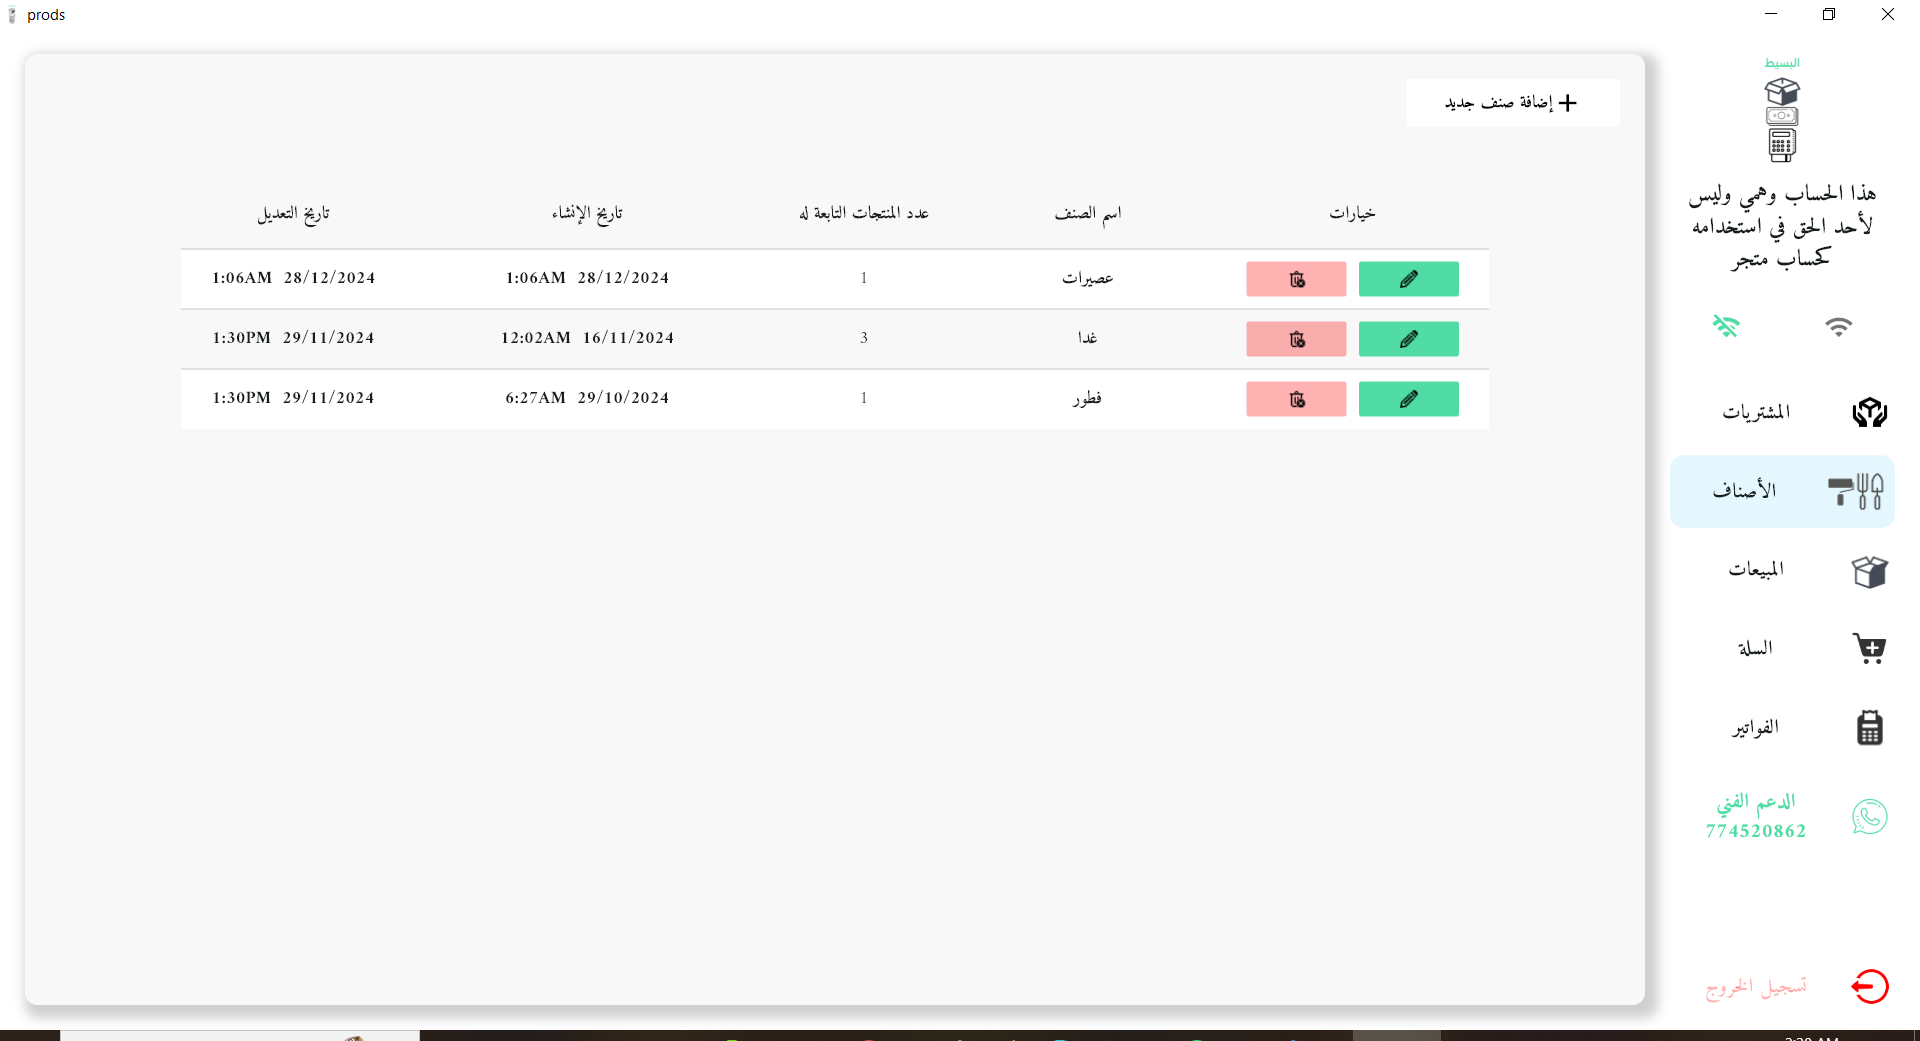 prods
البسيط
هذا الحساب وهمي وليس
لأحد الحق في استخدامه
كحساب متجر
المشتريات
الأصناف
المبيعات
السلة
الفواتير
الدعم الفني
774520862
تسجيل الخروج
إضافة صنف جديد
خيارات اسم الصنف عدد المنتجات التابعة له تاريخ الإنشاء تاريخ التعديل
عصيرات 1 1:06AM 28/12/2024 1:06AM 28/12/2024
غدا 3 12:02AM 16/11/2024 1:30PM 29/11/2024
فطور 1 6:27AM 29/10/2024 1:30PM 29/11/2024